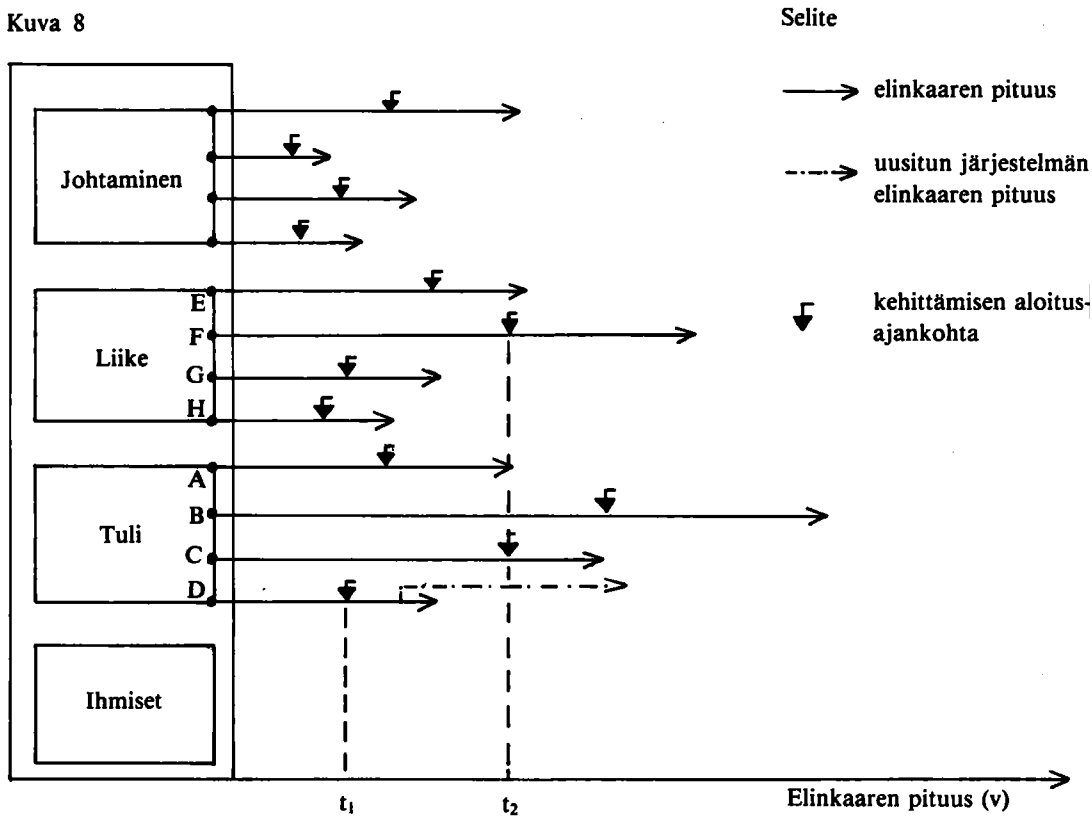 Kuva 8
Selite
elinkaaren pituus
uusitun järjestelmän
elinkaaren pituus
kehittämisen aloitus-
ajankohta
Johtaminen
Liike
E
F
G
H
Tuli
A
B
C
D
Ihmiset
t₁
t₂
Elinkaaren pituus (v)